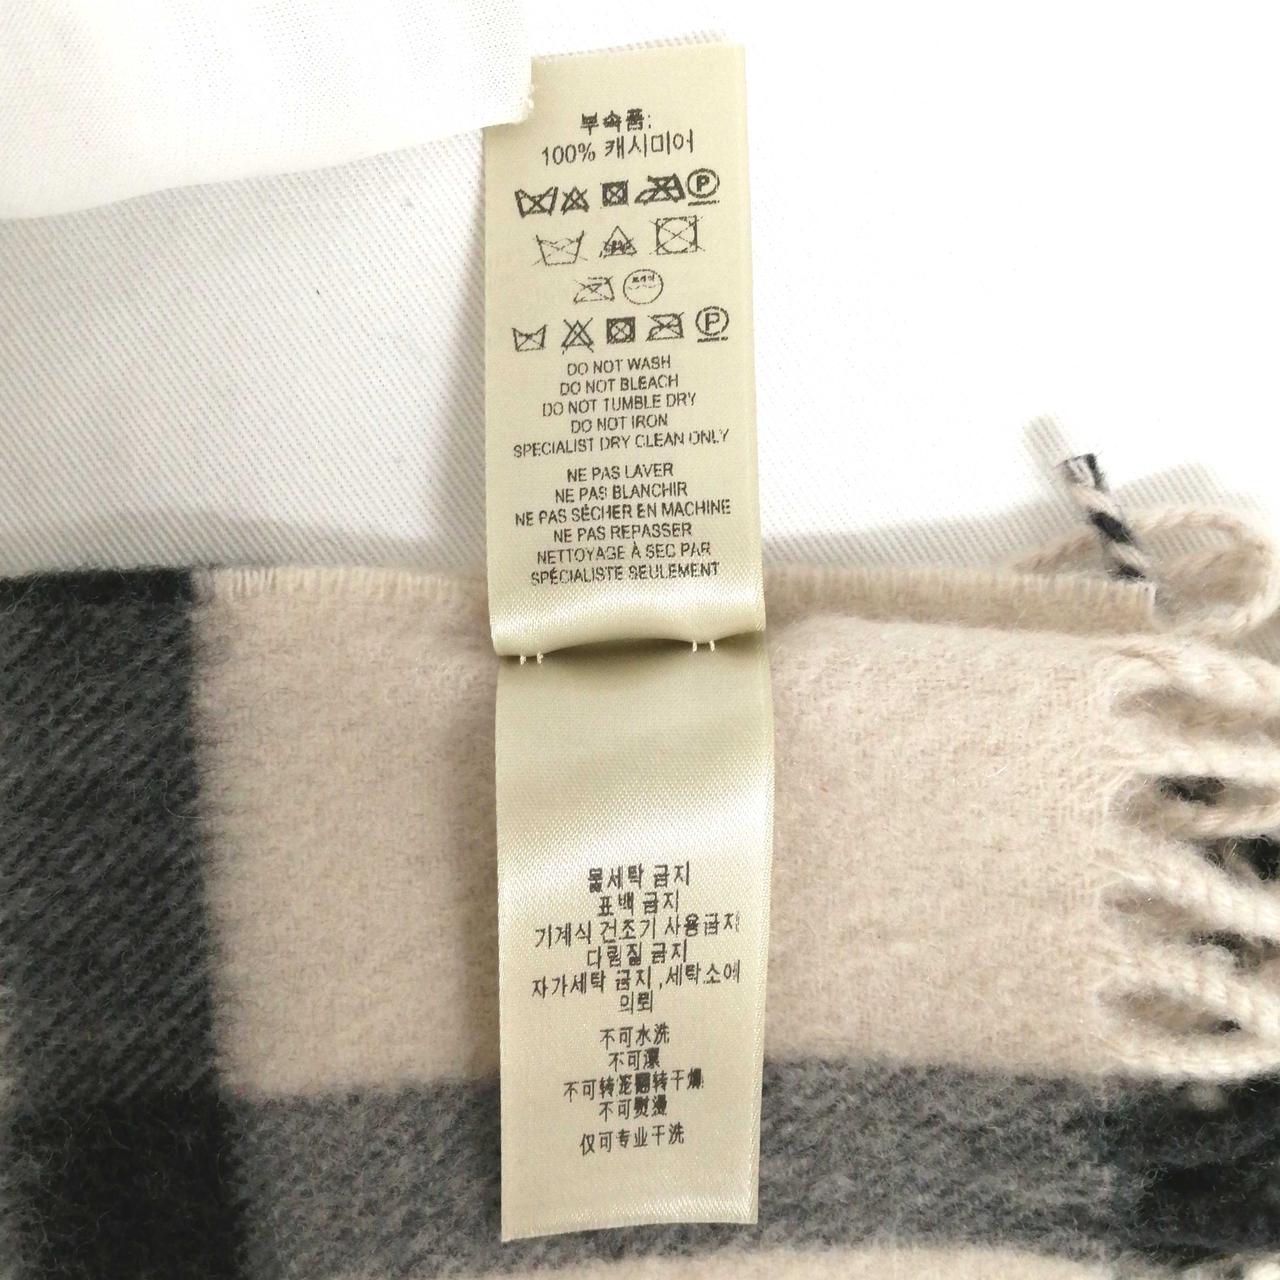 부속품:
100% 캐시미어
P
드라이
P
DO NOT WASH
DO NOT BLEACH
DO NOT TUMBLE DRY
DO NOT IRON
SPECIALIST DRY CLEAN ONLY
NE PAS LAVER
NE PAS BLANCHIR
NE PAS SÉCHER EN MACHINE
NE PAS REPASSER
NETTOYAGE À SEC PAR
SPÉCIALISTE SEULEMENT
물세탁 금지
표백 금지
기계식 건조기 사용금지
다림질 금지
자가세탁 금지 ,세탁소에
의뢰
不可水洗
不可漂
不可转笼翻转干燥
不可熨烫
仅可专业干洗